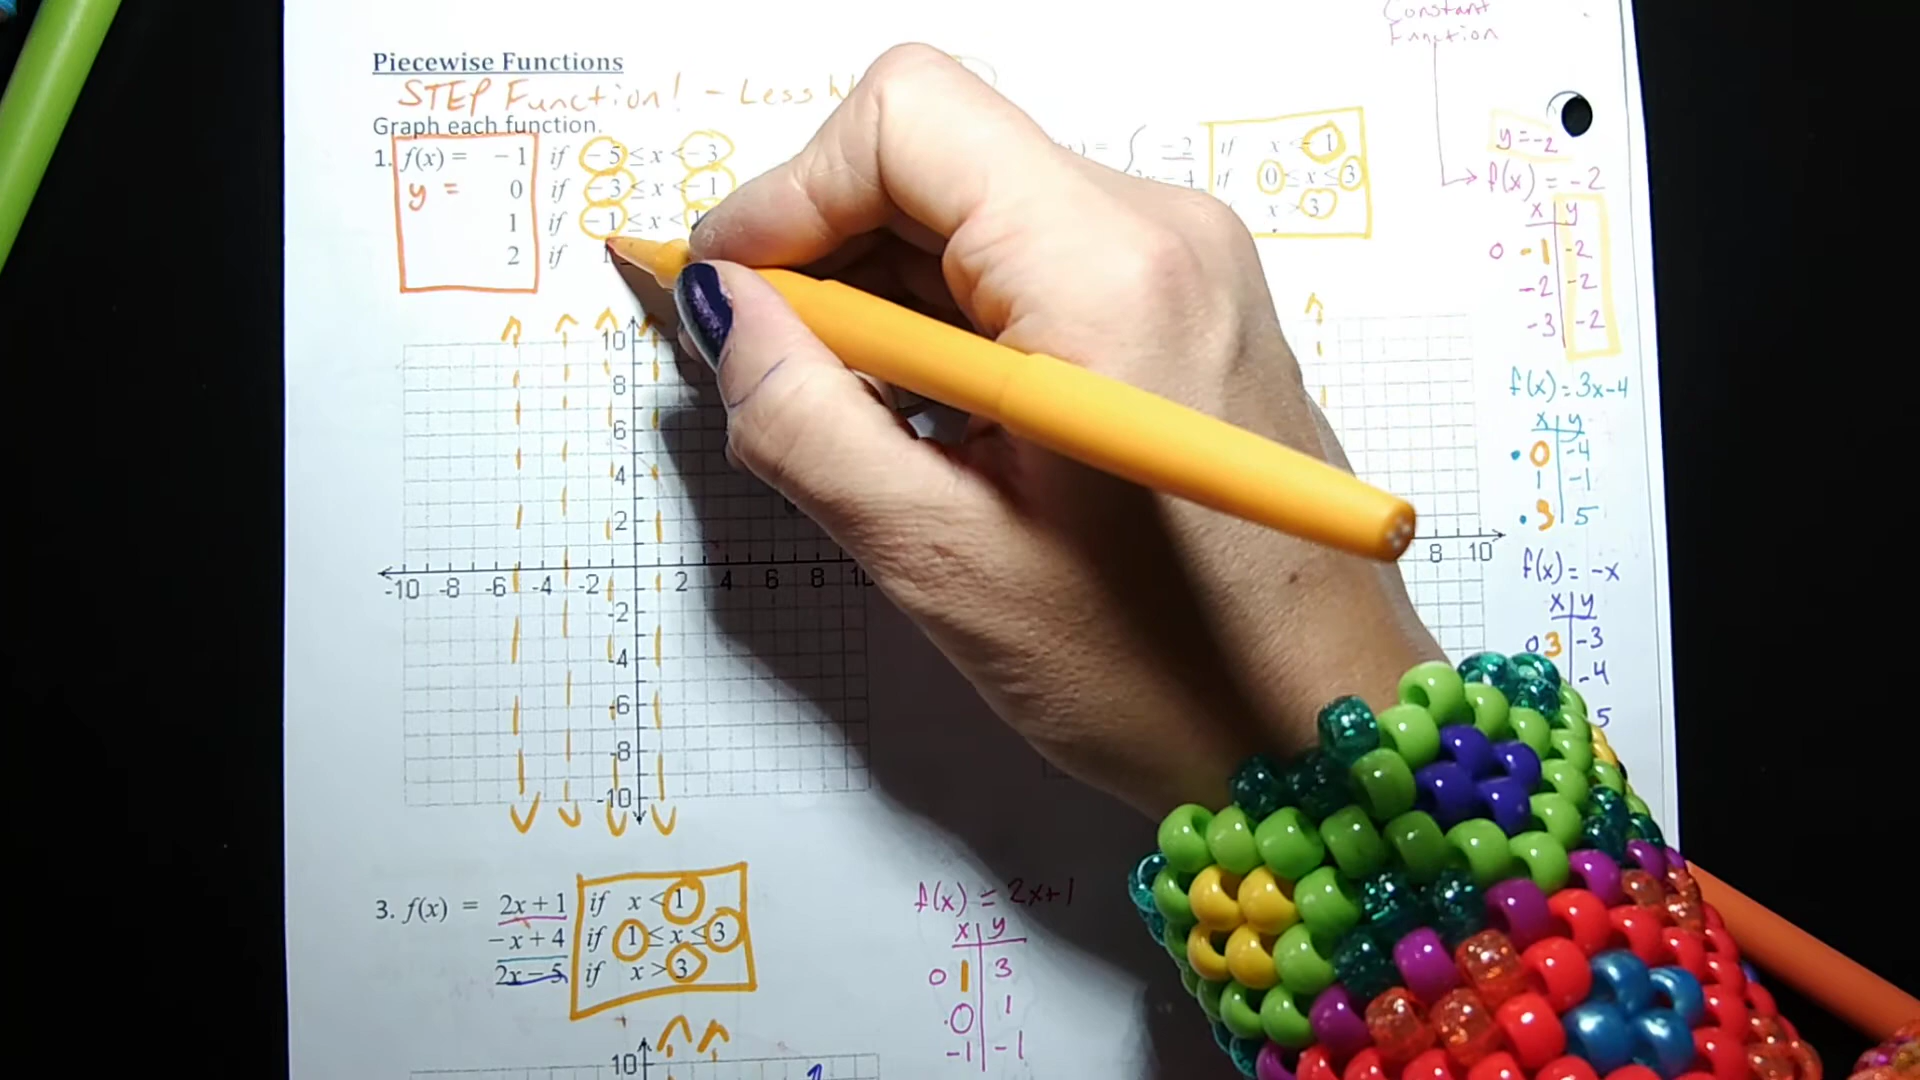 Piecewise Functions
STEP Function! - Less
Graph each function.
1. f(x) = -1 if -5 ≤ x < -3
y = 0 if -3 ≤ x < -1
1 if -1 ≤ x < 1
2 if 1
-2 if x < -1
if 0 ≤ x ≤ 3
x > 3
Constant
Function
y = -2
f(x) = -2
x y
0 -1 -2
-2 -2
-3 -2
f(x) = 3x-4
x y
• 0 -4
1 -1
• 3 5
f(x) = -x
x y
0 3 -3
-4
5
10
8
6
4
2
-10 -8 -6 -4 -2 2 4 6 8 10
-2
-4
-6
-8
-10
8 10
3. f(x) = 2x + 1 if x < 1
-x + 4 if 1 ≤ x ≤ 3
2x - 5 if x > 3
f(x) = 2x+1
x y
0 1 3
•0 1
-1 -1
10